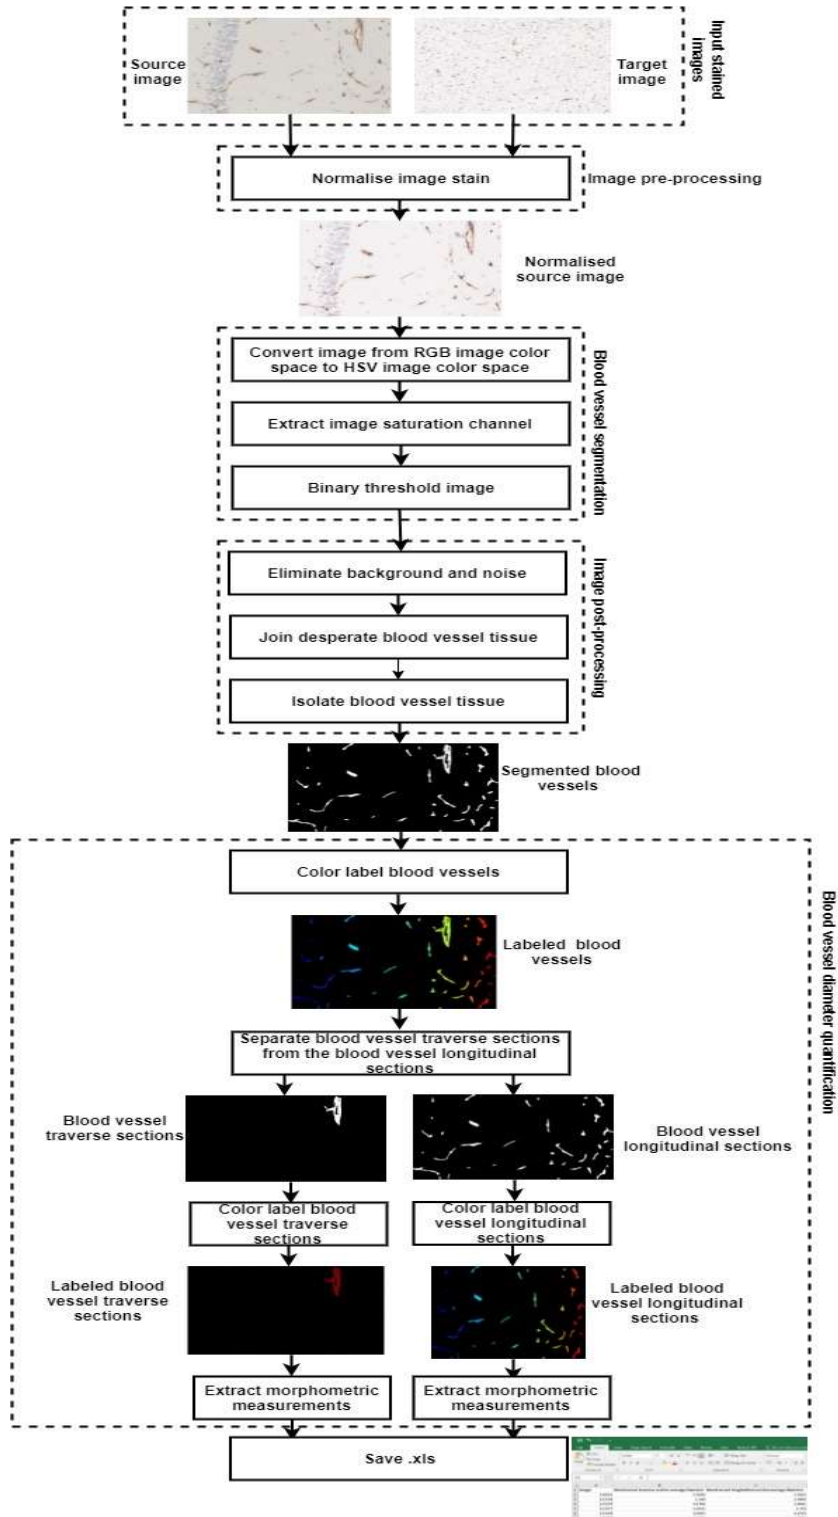 Source
image
Target
image
Input stained
images
Normalise image stain
Image pre-processing
Normalised
source image
Convert image from RGB image color
space to HSV image color space
Extract image saturation channel
Binary threshold image
Blood vessel segmentation
Eliminate background and noise
Join desperate blood vessel tissue
Isolate blood vessel tissue
Image post-processing
Segmented blood
vessels
Color label blood vessels
Labeled blood
vessels
Separate blood vessel traverse sections
from the blood vessel longitudinal
sections
Blood vessel
traverse sections
Blood vessel
longitudinal sections
Color label blood
vessel traverse
sections
Color label blood
vessel longitudinal
sections
Labeled blood
vessel traverse
sections
Labeled blood
vessel longitudinal
sections
Extract morphometric
measurements
Extract morphometric
measurements
Blood vessel diameter quantification
Save .xls